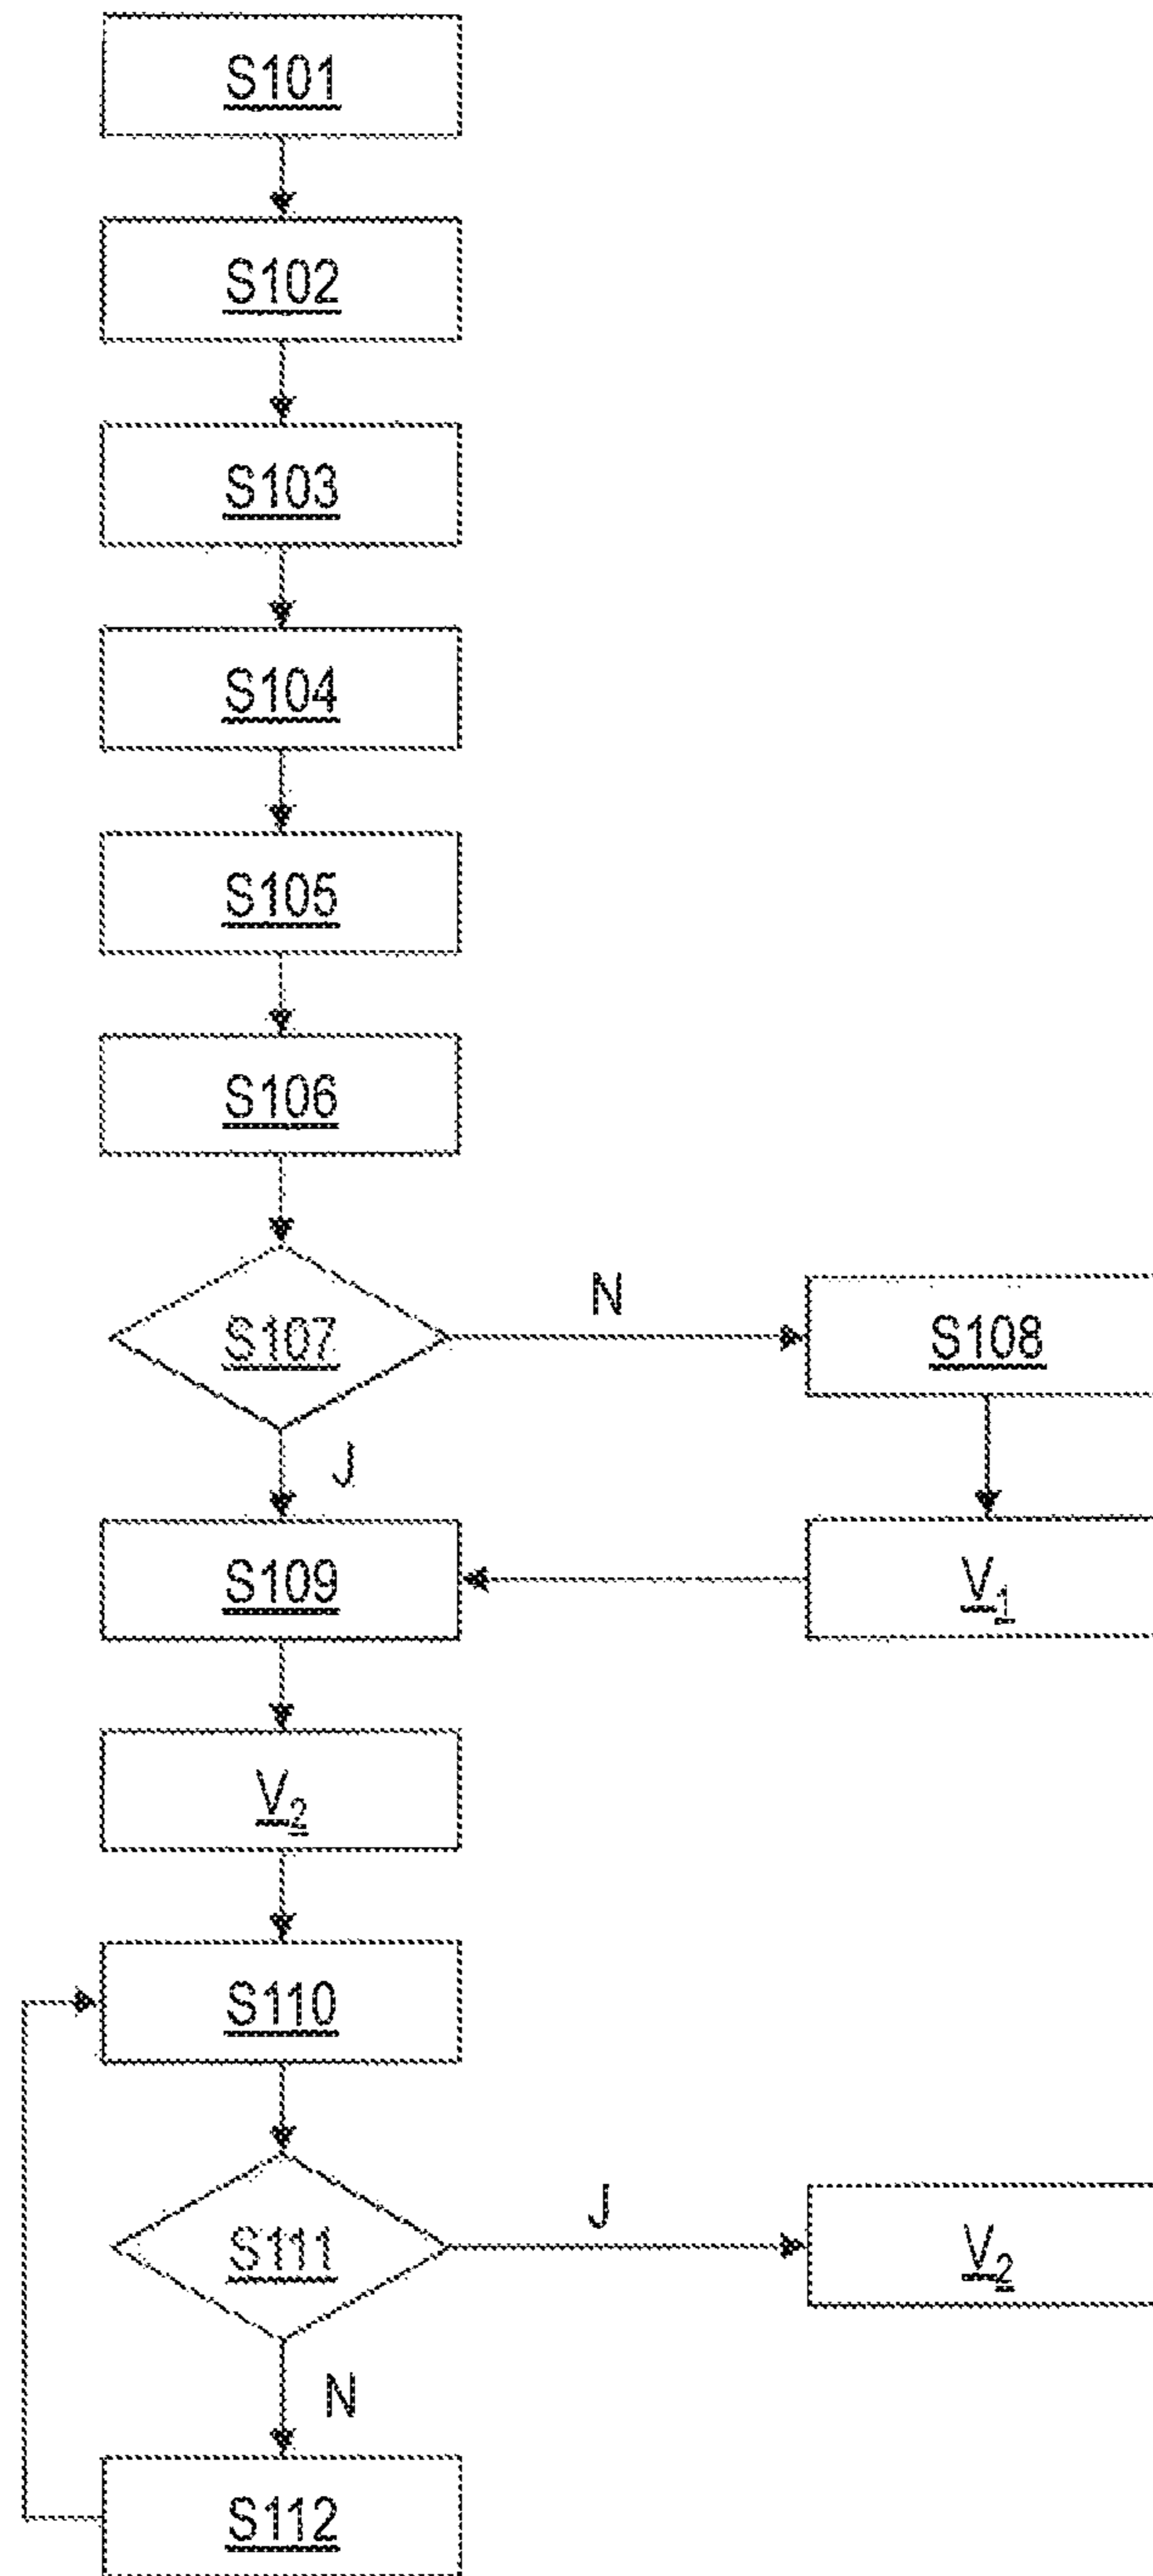 S101
S102
S103
S104
S105
S106
N
S107
S108
J
S109
V₁
V₂
S110
J
S111
V₂
N
S112